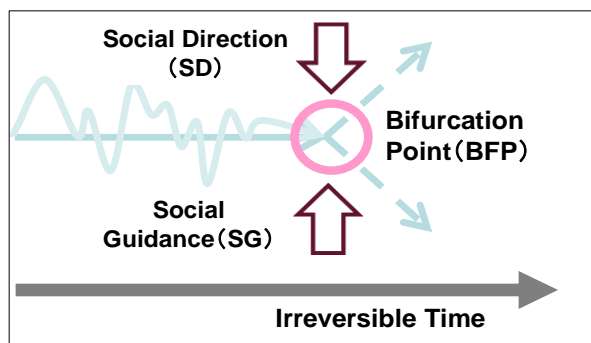 Social Direction
（SD）
Bifurcation
Point（BFP）
Social
Guidance（SG）
Irreversible Time